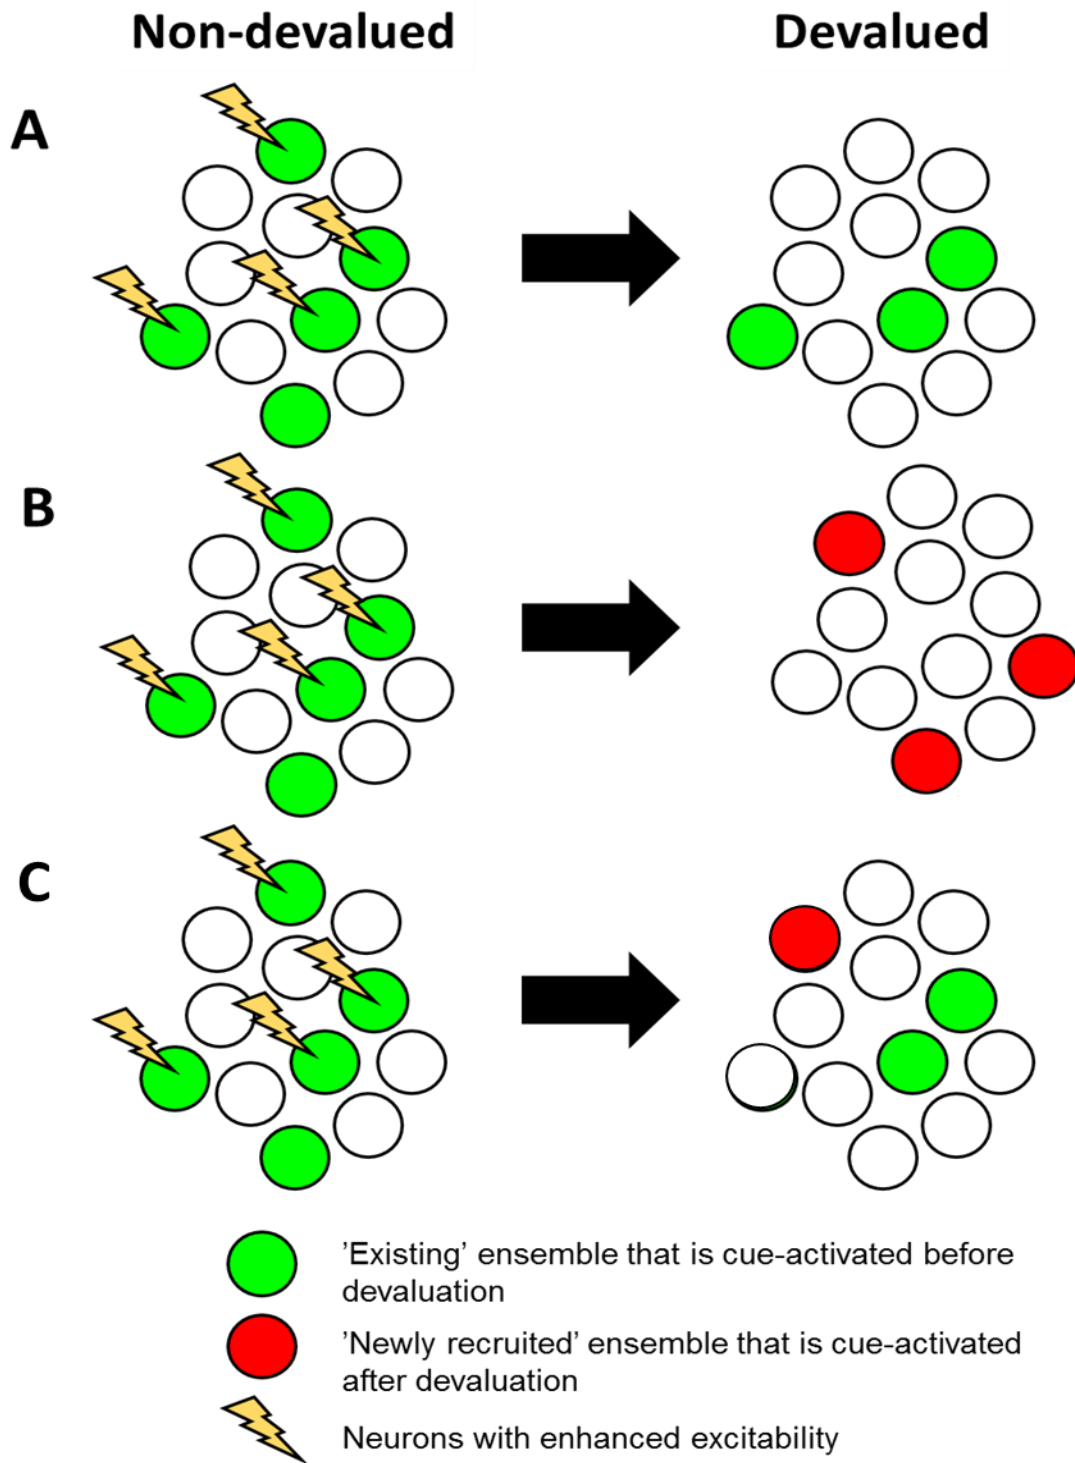 Non-devalued Devalued
A
B
C
’Existing’ ensemble that is cue-activated before
devaluation
’Newly recruited’ ensemble that is cue-activated
after devaluation
Neurons with enhanced excitability